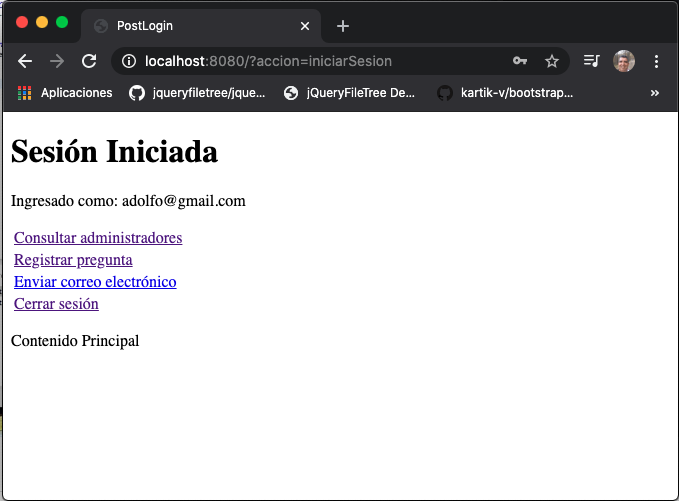 PostLogin
localhost:8080/?accion=iniciarSesion
Aplicaciones jqueryfiletree/jque... jQueryFileTree De... kartik-v/bootstrap... »
Sesión Iniciada
Ingresado como: adolfo@gmail.com
Consultar administradores
Registrar pregunta
Enviar correo electrónico
Cerrar sesión
Contenido Principal